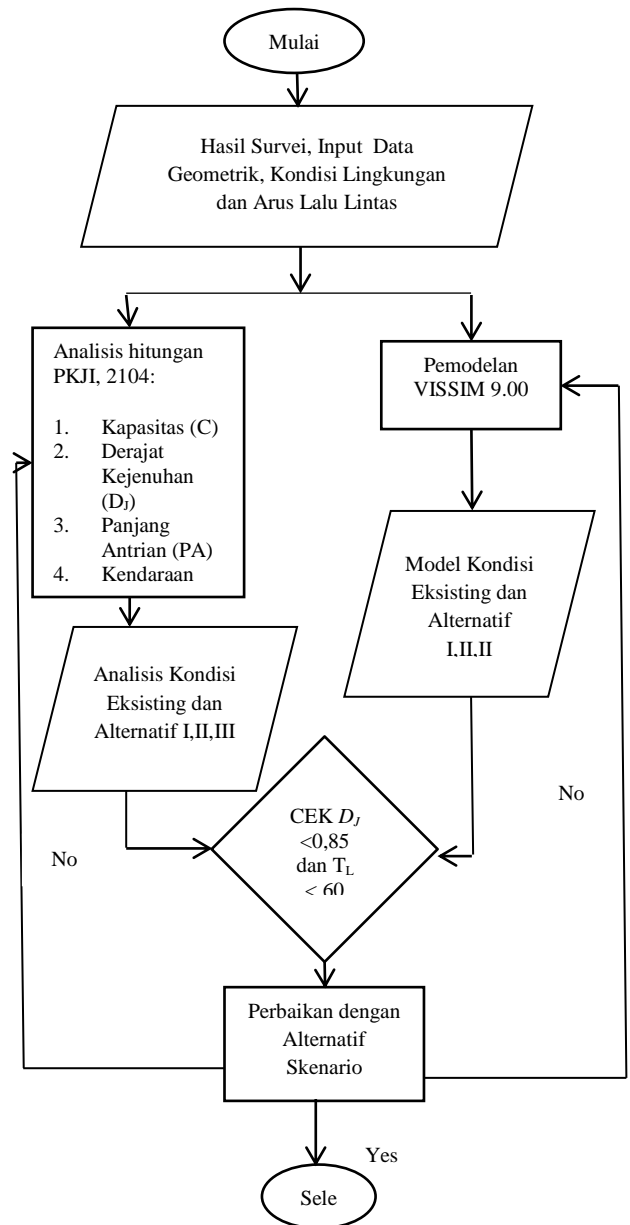 Mulai
Hasil Survei, Input Data
Geometrik, Kondisi Lingkungan
dan Arus Lalu Lintas
Analisis hitungan
PKJI, 2104:
1. Kapasitas (C)
2. Derajat
Kejenuhan
(DJ)
3. Panjang
Antrian (PA)
4. Kendaraan
Pemodelan
VISSIM 9.00
Model Kondisi
Eksisting dan
Alternatif
I,II,II
Analisis Kondisi
Eksisting dan
Alternatif I,II,III
CEK DJ
<0,85
dan TL
< 60
No
No
Perbaikan dengan
Alternatif
Skenario
Yes
Sele